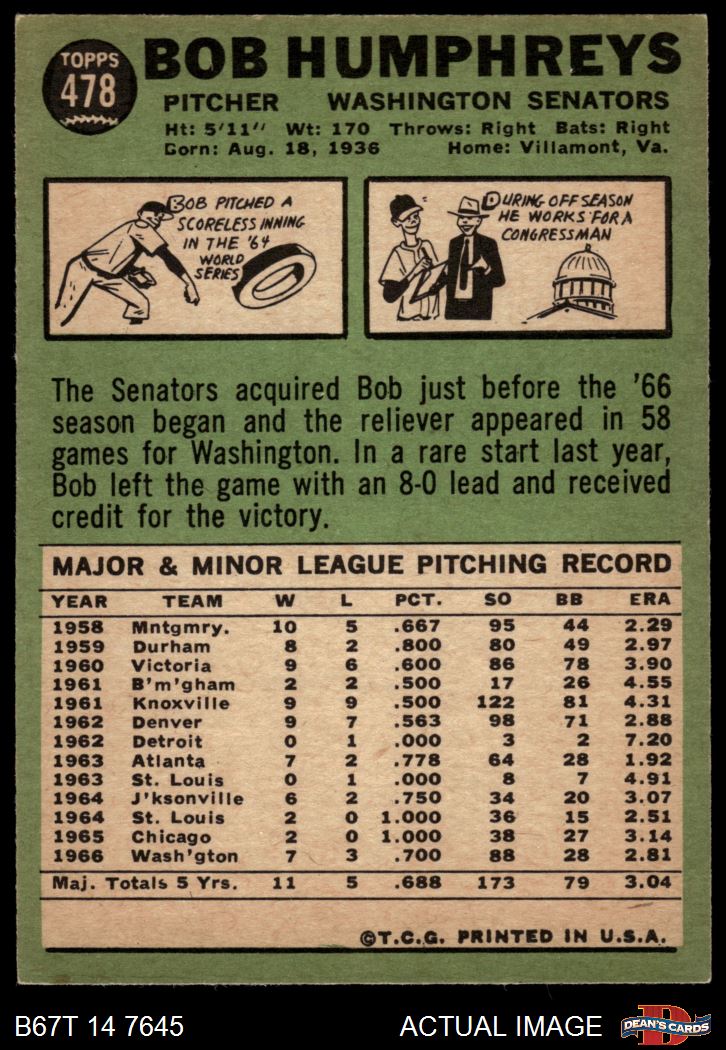 TOPPS
478
BOB HUMPHREYS
PITCHER WASHINGTON SENATORS
Ht: 5'11" Wt: 170 Throws: Right Bats: Right
Born: Aug. 18, 1936 Home: Villamont, Va.
BOB PITCHED A
SCORELESS INNING
IN THE '64
WORLD
SERIES
DURING OFF SEASON
HE WORKS FOR A
CONGRESSMAN
The Senators acquired Bob just before the '66
season began and the reliever appeared in 58
games for Washington. In a rare start last year,
Bob left the game with an 8-0 lead and received
credit for the victory.
MAJOR & MINOR LEAGUE PITCHING RECORD
YEAR TEAM W L PCT. SO BB ERA
1958 Mntgmry. 10 5 .667 95 44 2.29
1959 Durham 8 2 .800 80 49 2.97
1960 Victoria 9 6 .600 86 78 3.90
1961 B'm'gham 2 2 .500 17 26 4.55
1961 Knoxville 9 9 .500 122 81 4.31
1962 Denver 9 7 .563 98 71 2.88
1962 Detroit 0 1 .000 3 2 7.20
1963 Atlanta 7 2 .778 64 28 1.92
1963 St. Louis 0 1 .000 8 7 4.91
1964 J'ksonville 6 2 .750 34 20 3.07
1964 St. Louis 2 0 1.000 36 15 2.51
1965 Chicago 2 0 1.000 38 27 3.14
1966 Wash'gton 7 3 .700 88 28 2.81
Maj. Totals 5 Yrs. 11 5 .688 173 79 3.04
©T.C.G. PRINTED IN U.S.A.
B67T 14 7645 ACTUAL IMAGE
DEAN'S CARDS